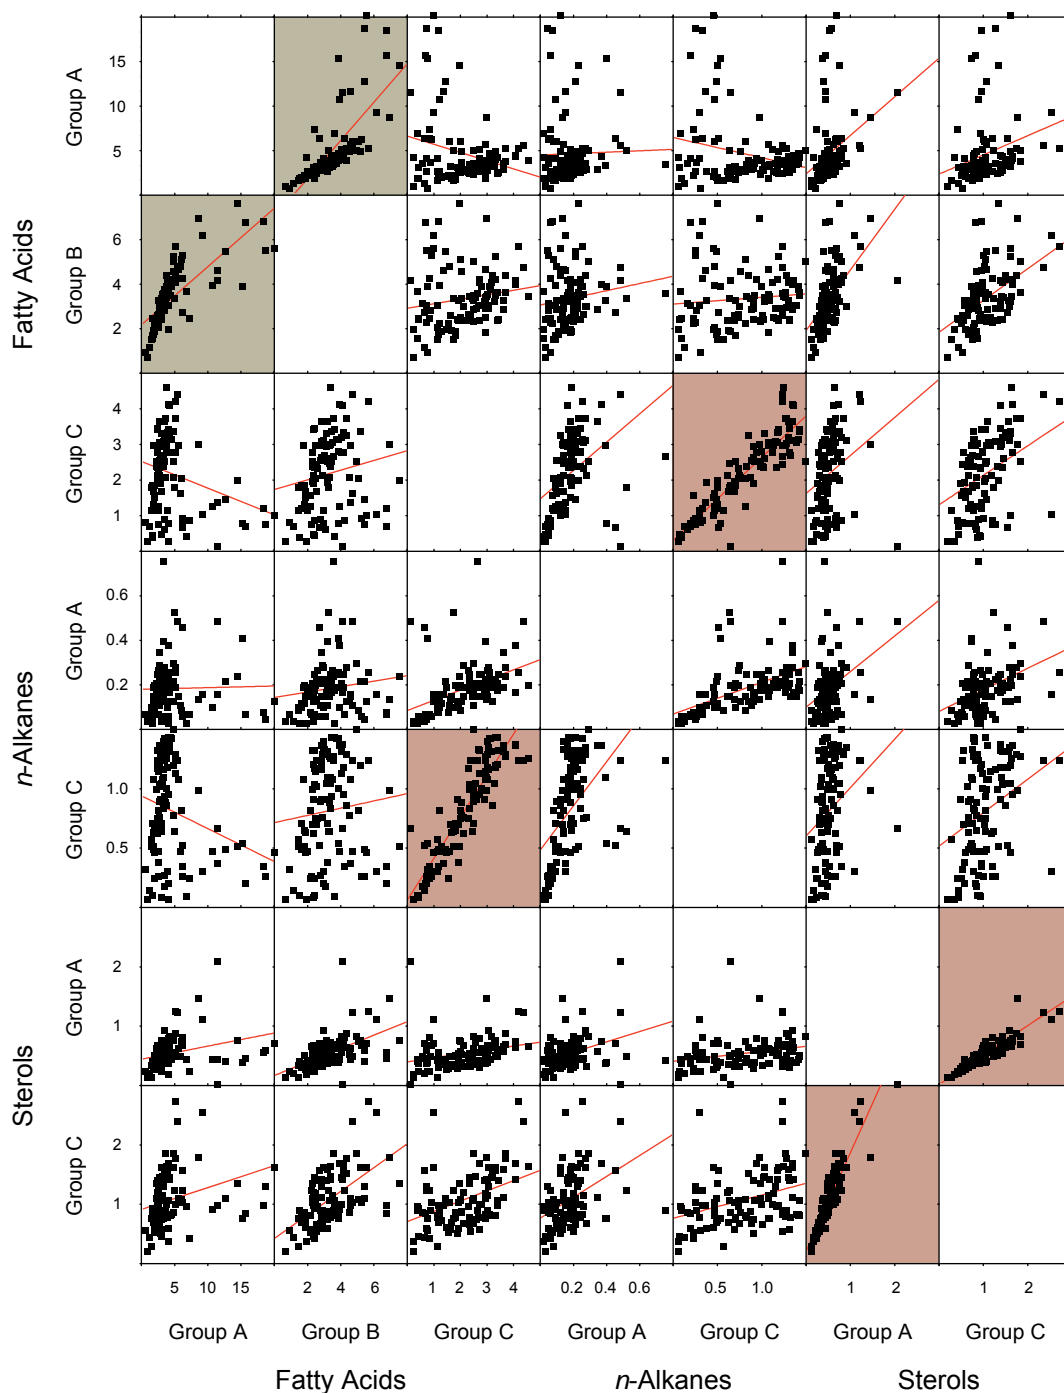 Group A
15
10
5
Fatty Acids
Group B
6
4
2
Group C
4
3
2
1
n-Alkanes
Group A
0.6
0.4
0.2
Group C
1.0
0.5
Sterols
Group A
2
1
Group C
2
1
5 10 15 2 4 6 1 2 3 4 0.2 0.4 0.6 0.5 1.0 1 2 1 2
Group A Group B Group C Group A Group C Group A Group C
Fatty Acids n-Alkanes Sterols